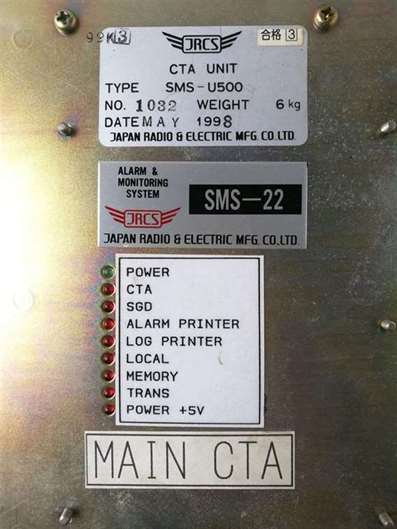 99K 3
JRCS
合格 3
CTA UNIT
TYPE SMS-U500
NO. 1032 WEIGHT 6 kg
DATE MAY 1998
JAPAN RADIO & ELECTRIC MFG. CO. LTD.
ALARM &
MONITORING
SYSTEM
JRCS
SMS-22
JAPAN RADIO & ELECTRIC MFG. CO. LTD.
POWER
CTA
SGD
ALARM PRINTER
LOG PRINTER
LOCAL
MEMORY
TRANS
POWER +5V
MAIN CTA